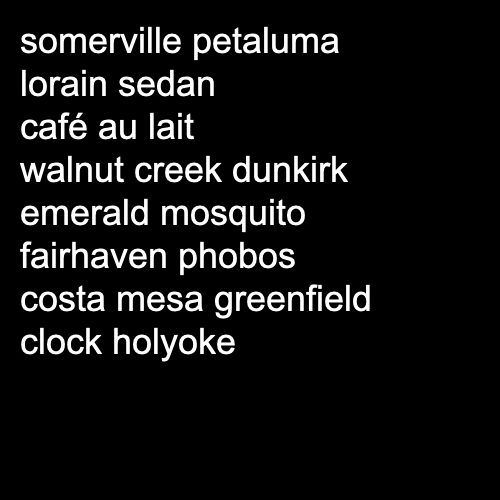 somerville petaluma
lorain sedan
café au lait
walnut creek dunkirk
emerald mosquito
fairhaven phobos
costa mesa greenfield
clock holyoke